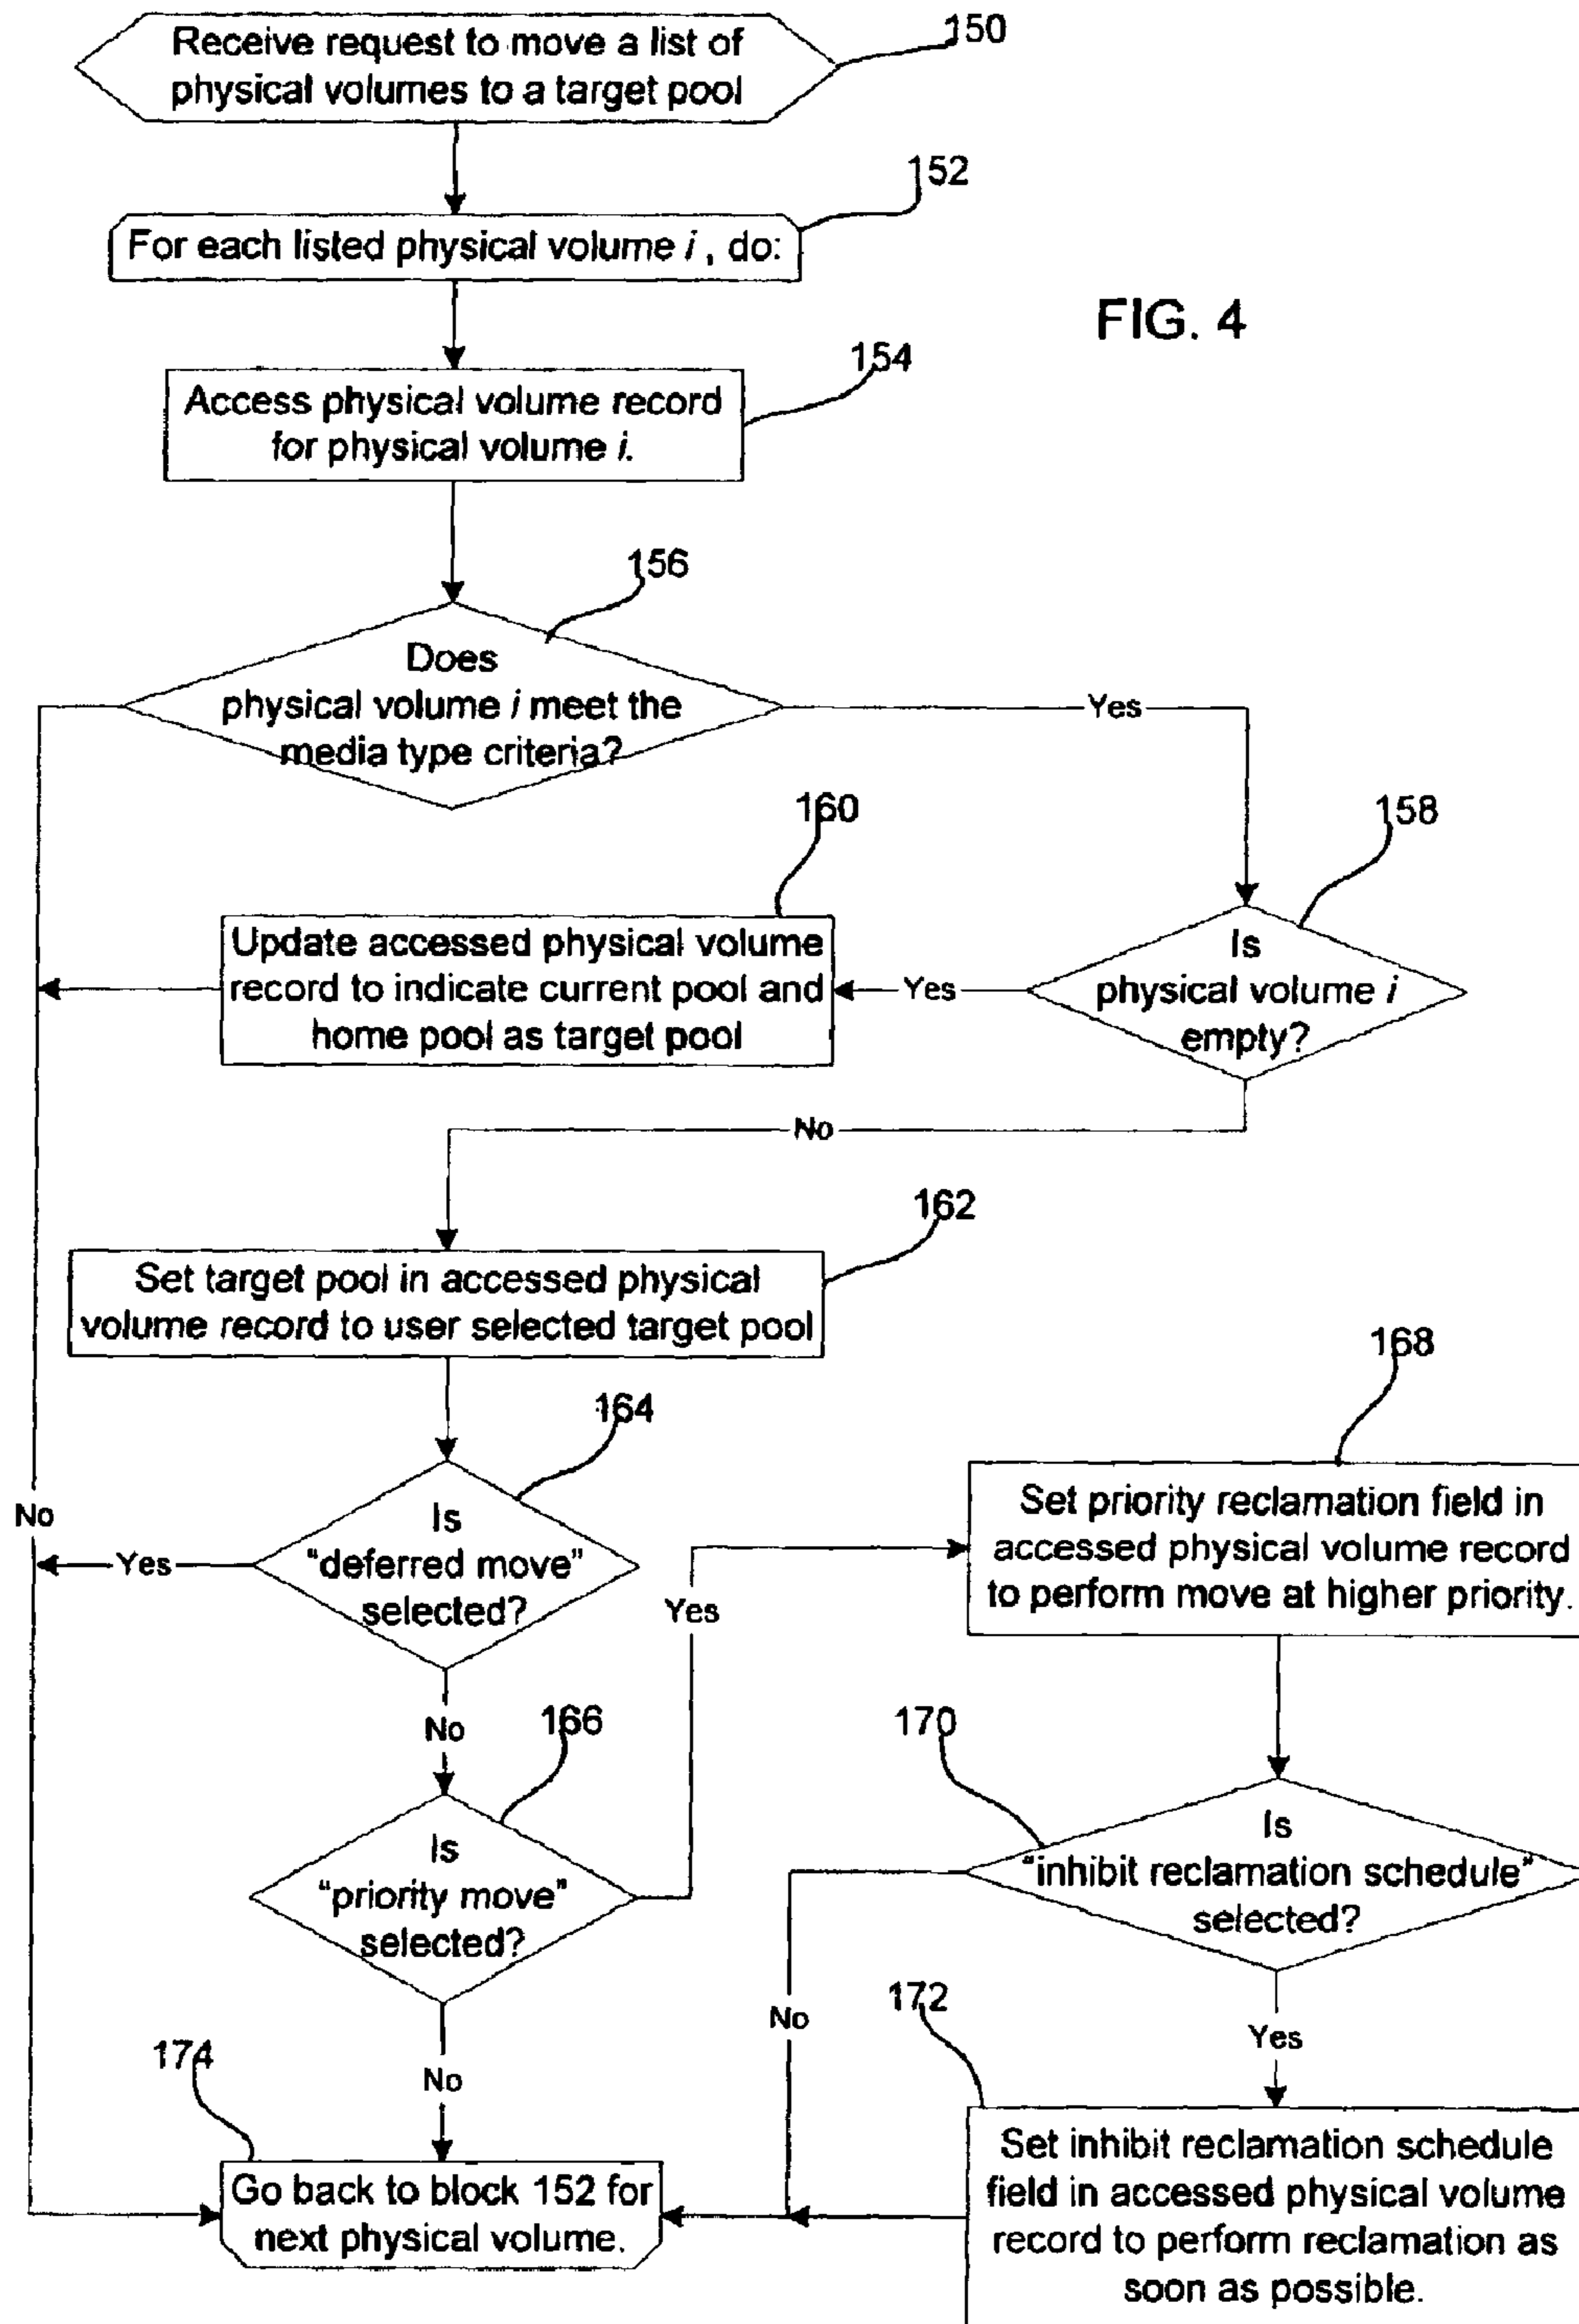 Receive request to move a list of
physical volumes to a target pool
150
152
For each listed physical volume i , do:
FIG. 4
154
Access physical volume record
for physical volume i.
156
Does
physical volume i meet the
media type criteria?
Yes
160
158
Update accessed physical volume
record to indicate current pool and
home pool as target pool
Yes
Is
physical volume i
empty?
No
162
Set target pool in accessed physical
volume record to user selected target pool
168
164
Set priority reclamation field in
accessed physical volume record
to perform move at higher priority.
No
Is
"deferred move"
selected?
Yes
Yes
No
166
170
Is
"priority move"
selected?
Is
"inhibit reclamation schedule"
selected?
No
172
Yes
174
No
Go back to block 152 for
next physical volume.
Set inhibit reclamation schedule
field in accessed physical volume
record to perform reclamation as
soon as possible.